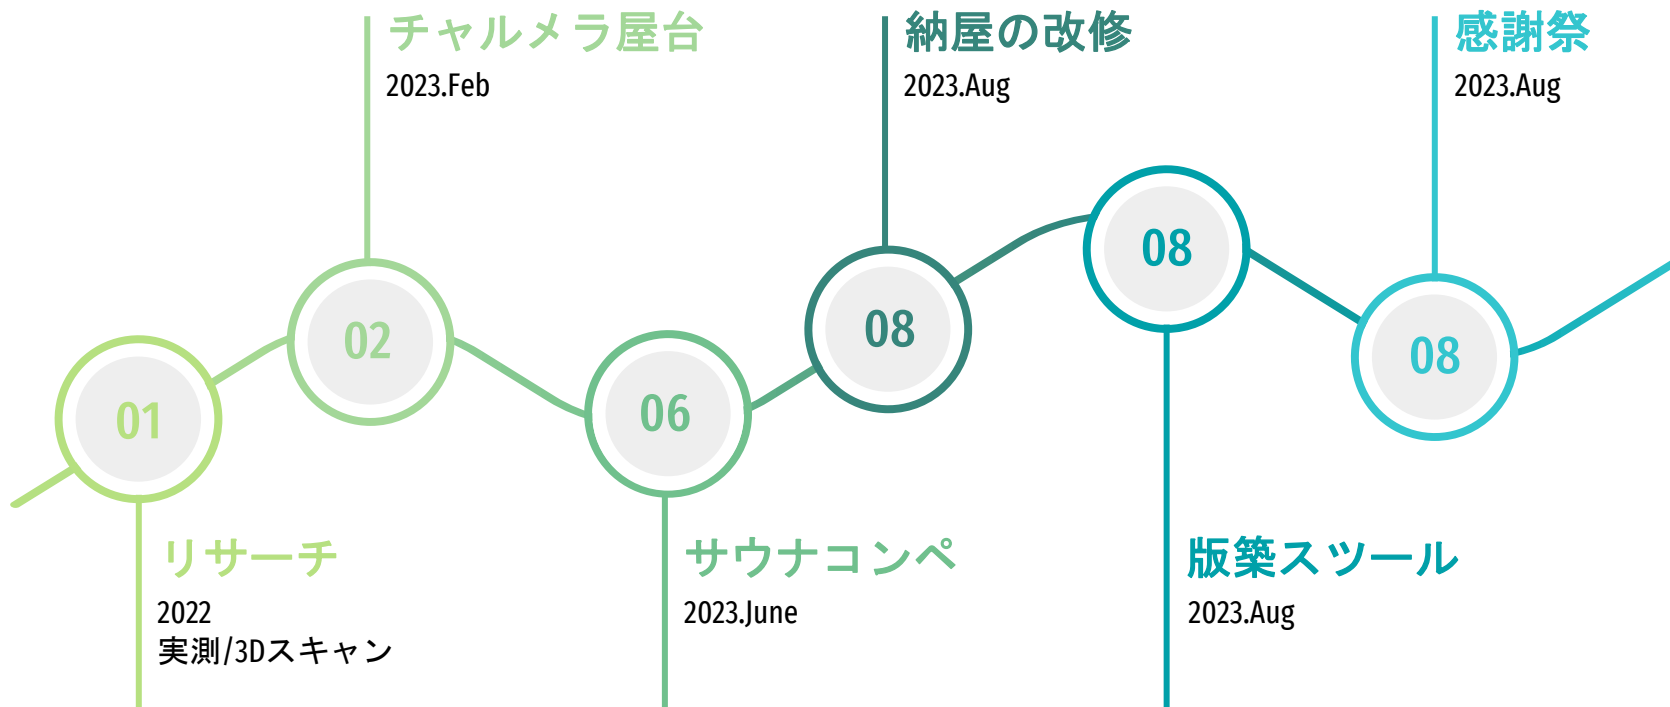 チャルメラ屋台
2023.Feb
納屋の改修
2023.Aug
感謝祭
2023.Aug
01
02
06
08
08
08
リサーチ
2022
実測/3Dスキャン
サウナコンペ
2023.June
版築スツール
2023.Aug